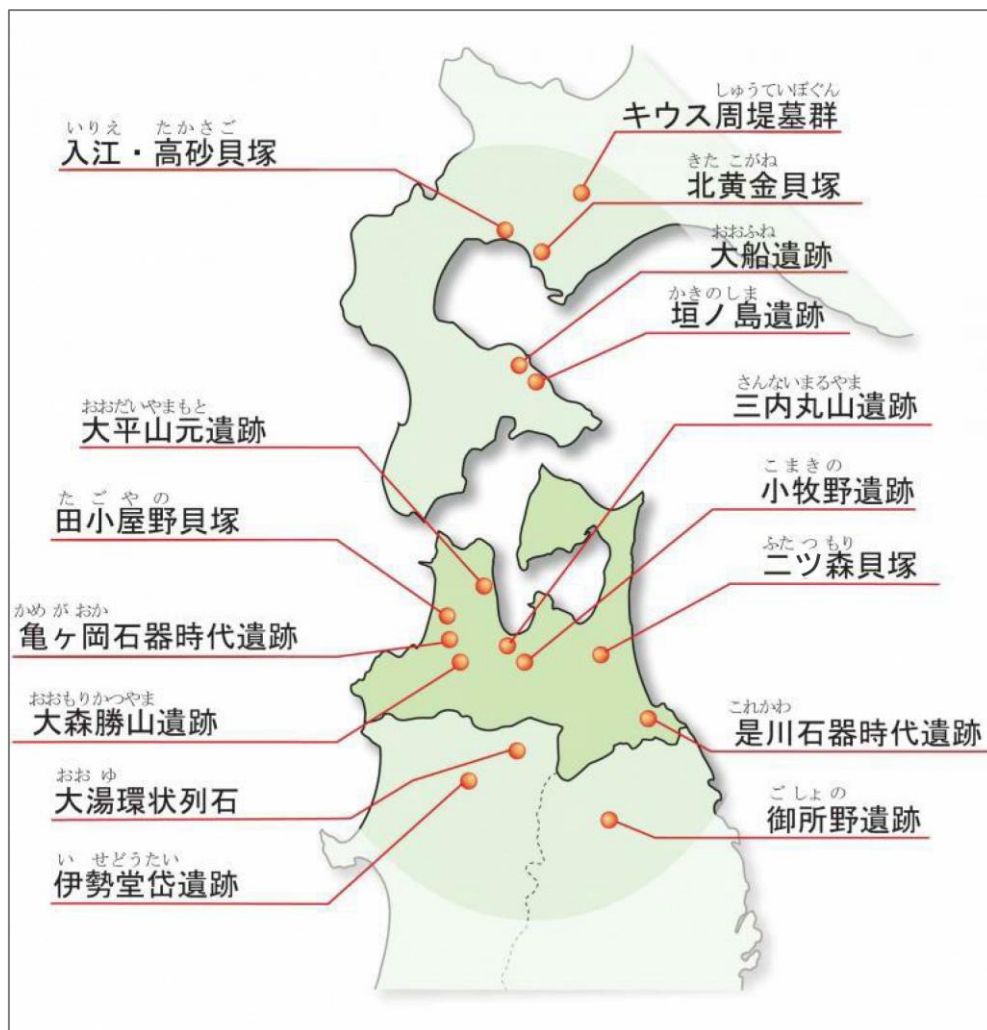 しゅうていぼぐん
キウス周堤墓群
いりえ たかさご
入江・高砂貝塚
きた こがね
北黄金貝塚
おおふね
大船遺跡
かきのしま
垣ノ島遺跡
さんないまるやま
三内丸山遺跡
おおだいやまもと
大平山元遺跡
こまきの
小牧野遺跡
たごやの
田小屋野貝塚
ふたつもり
二ツ森貝塚
かめがおか
亀ヶ岡石器時代遺跡
おおもりかつやま
大森勝山遺跡
これかわ
是川石器時代遺跡
おおゆ
大湯環状列石
ごしょの
御所野遺跡
いせどうたい
伊勢堂岱遺跡